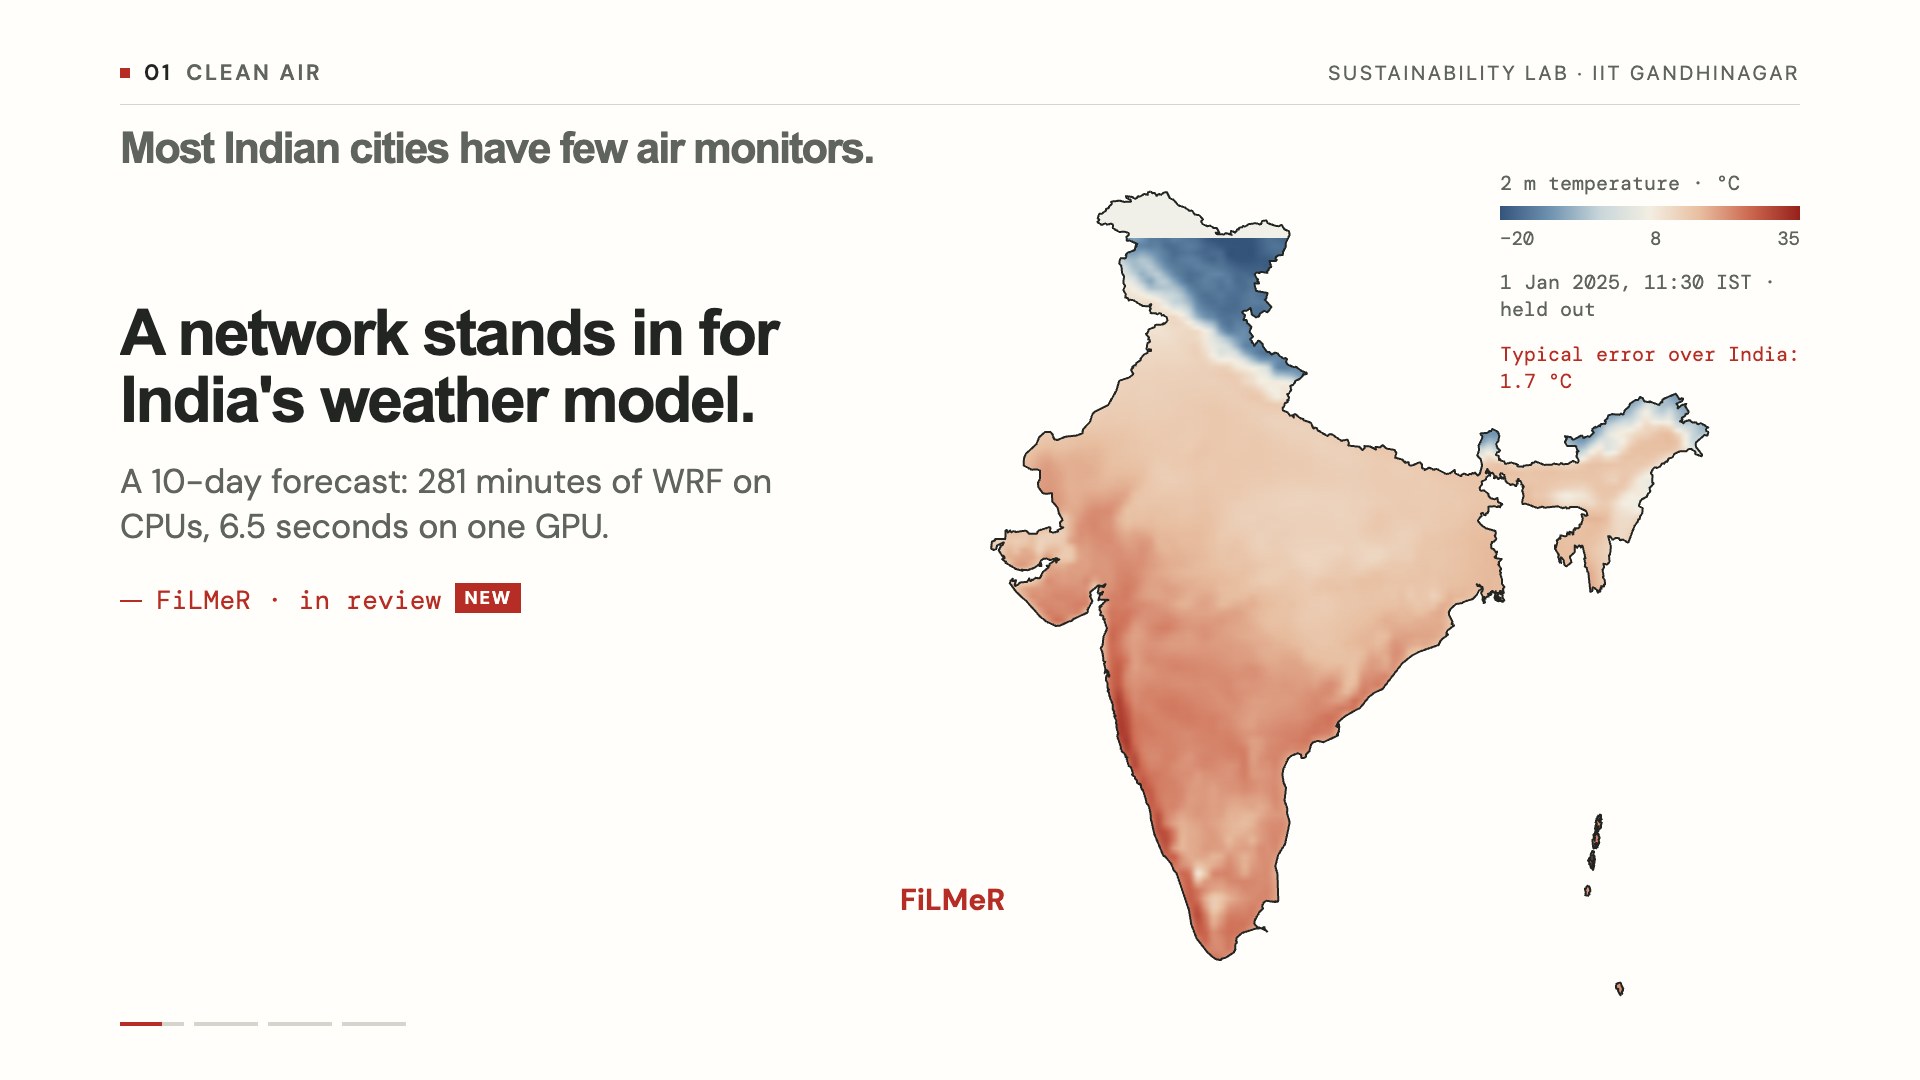 01 CLEAN AIR
SUSTAINABILITY LAB · IIT GANDHINAGAR
Most Indian cities have few air monitors.
A network stands in for
India's weather model.
A 10-day forecast: 281 minutes of WRF on
CPUs, 6.5 seconds on one GPU.
— FiLMeR · in review NEW
2 m temperature · °C
−20 8 35
1 Jan 2025, 11:30 IST ·
held out
Typical error over India:
1.7 °C
FiLMeR